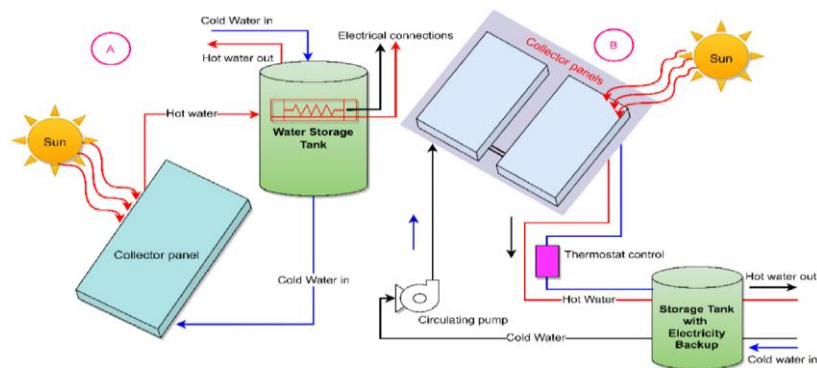 A
Cold Water in
Hot water out
Electrical connections
Hot water
Water Storage
Tank
Sun
Collector panel
Cold Water in
B
Collector panels
Sun
Thermostat control
Circulating pump
Hot Water
Cold Water
Storage Tank
with
Electricity
Backup
Hot water out
Cold water in